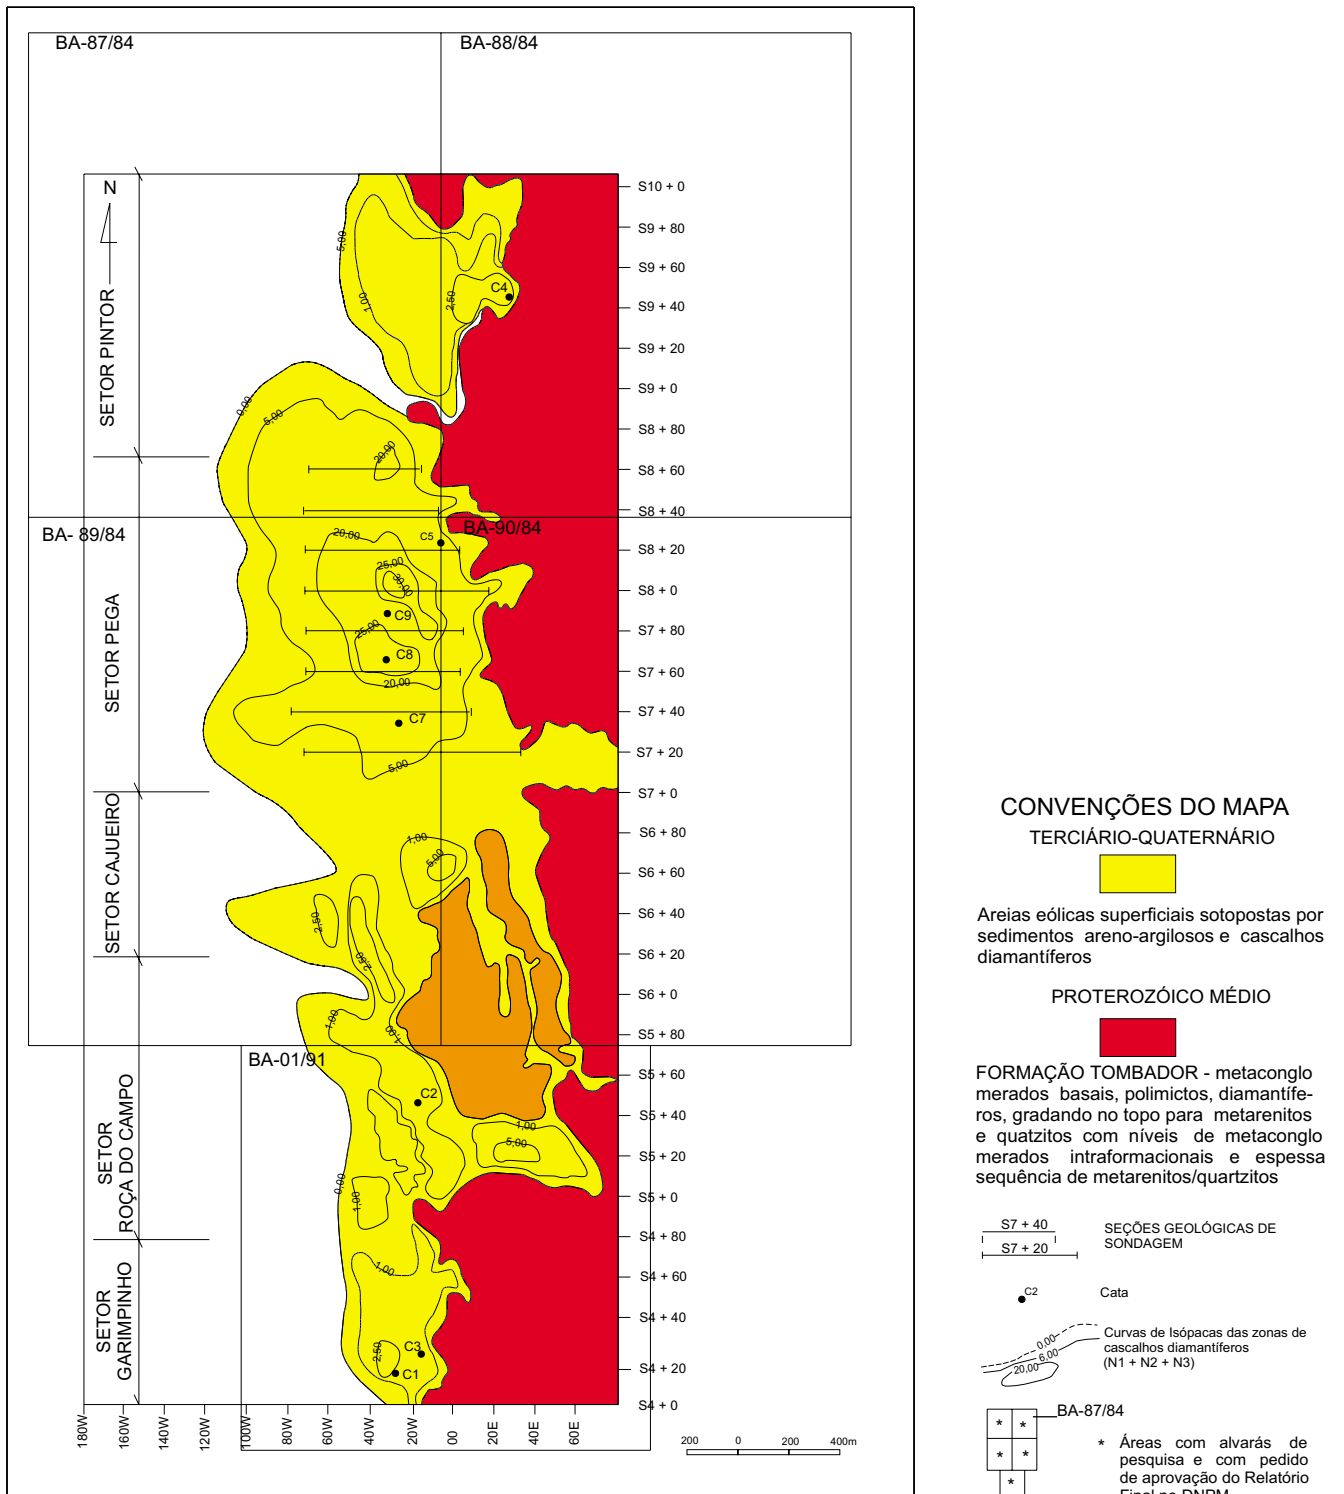 BA-87/84
BA-88/84
N
SETOR PINTOR
S10 + 0
S9 + 80
S9 + 60
S9 + 40
S9 + 20
S9 + 0
S8 + 80
S8 + 60
S8 + 40
5,00
1,00
2,50
C4
0,00
5,00
20,00
BA- 89/84
BA-90/84
SETOR PEGA
S8 + 20
S8 + 0
S7 + 80
S7 + 60
S7 + 40
S7 + 20
S7 + 0
C5
20,00
25,00
30,00
C9
25,00
C8
20,00
C7
5,00
SETOR CAJUEIRO
S6 + 80
S6 + 60
S6 + 40
S6 + 20
S6 + 0
S5 + 80
1,00
5,00
2,50
2,50
1,00
1,00
BA-01/91
SETOR
ROÇA DO CAMPO
S5 + 60
S5 + 40
S5 + 20
S5 + 0
S4 + 80
C2
1,00
5,00
0,00
1,00
SETOR
GARIMPINHO
S4 + 60
S4 + 40
S4 + 20
S4 + 0
1,00
2,50
C3
C1
180W
160W
140W
120W
100W
80W
60W
40W
20W
00
20E
40E
60E
200 0 200 400m
CONVENÇÕES DO MAPA
TERCIÁRIO-QUATERNÁRIO
Areias eólicas superficiais sotopostas por
sedimentos areno-argilosos e cascalhos
diamantíferos
PROTEROZÓICO MÉDIO
FORMAÇÃO TOMBADOR - metaconglo
merados basais, polimictos, diamantífe-
ros, gradando no topo para metarenitos
e quatzitos com níveis de metaconglo
merados intraformacionais e espessa
sequência de metarenitos/quartzitos
S7 + 40
S7 + 20
SEÇÕES GEOLÓGICAS DE
SONDAGEM
C2
Cata
0,00
6,00
20,00
Curvas de Isópacas das zonas de
cascalhos diamantíferos
(N1 + N2 + N3)
BA-87/84
* *
* *
*
* Áreas com alvarás de
pesquisa e com pedido
de aprovação do Relatório
Final no DNPM